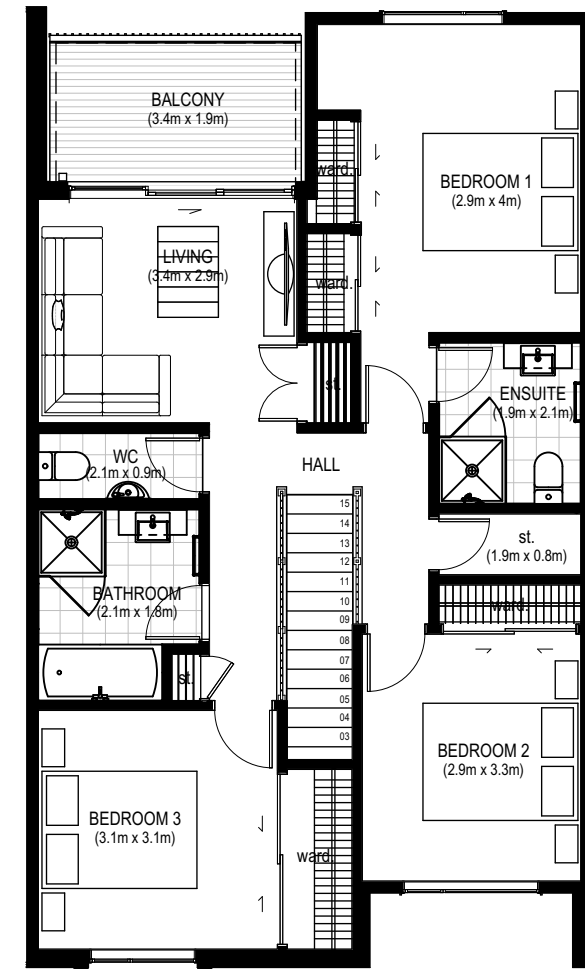 BALCONY
(3.4m x 1.9m)
ward.
BEDROOM 1
(2.9m x 4m)
LIVING
(3.4m x 2.9m)
ward.
st.
ENSUITE
(1.9m x 2.1m)
WC
(2.1m x 0.9m)
HALL
15
14
13
12
11
10
09
08
07
06
05
04
03
st.
(1.9m x 0.8m)
BATHROOM
(2.1m x 1.8m)
ward.
st.
BEDROOM 2
(2.9m x 3.3m)
BEDROOM 3
(3.1m x 3.1m)
ward.